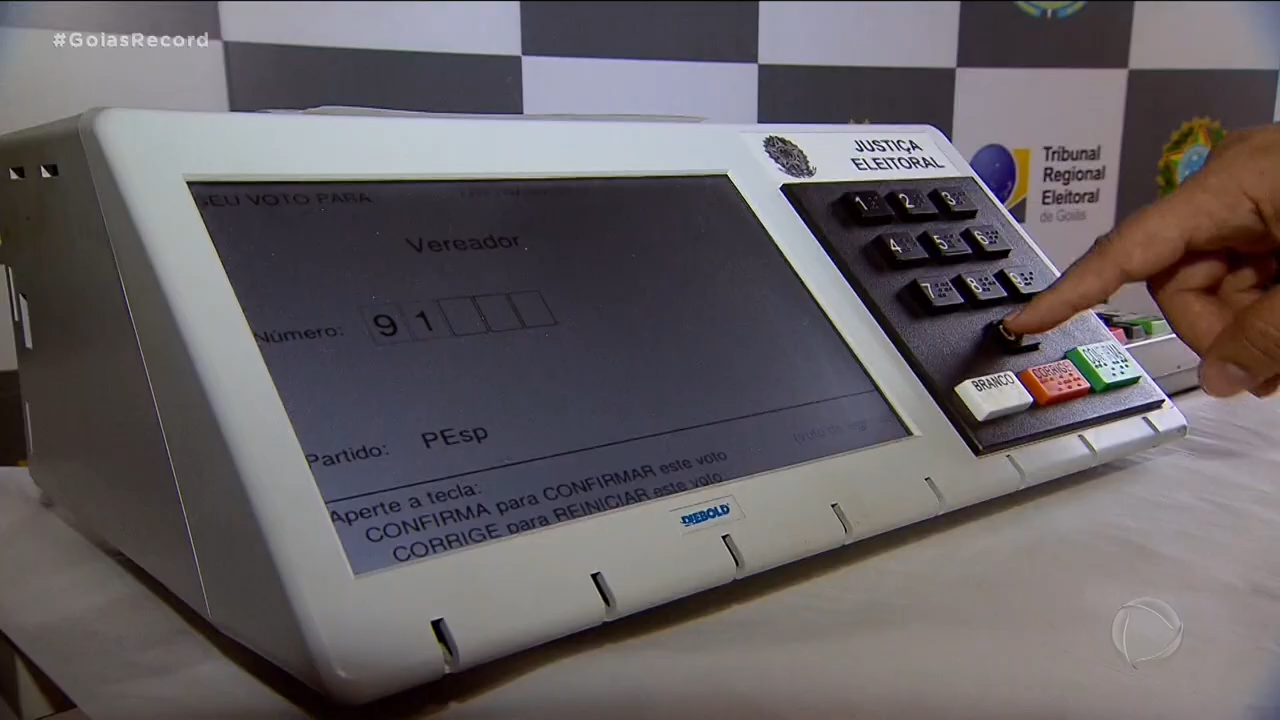 #GoiasRecord
JUSTIÇA
ELEITORAL
Tribunal
Regional
Eleitoral
de Goiás
SEU VOTO PARA
Vereador
Número: 9 1
Partido: PEsp
Aperte a tecla:
CONFIRMA para CONFIRMAR este voto
CORRIGE para REINICIAR este voto
DIEBOLD
1 2 3
4 5 6
7 8 9
0
BRANCO CORRIGE CONFIRMA